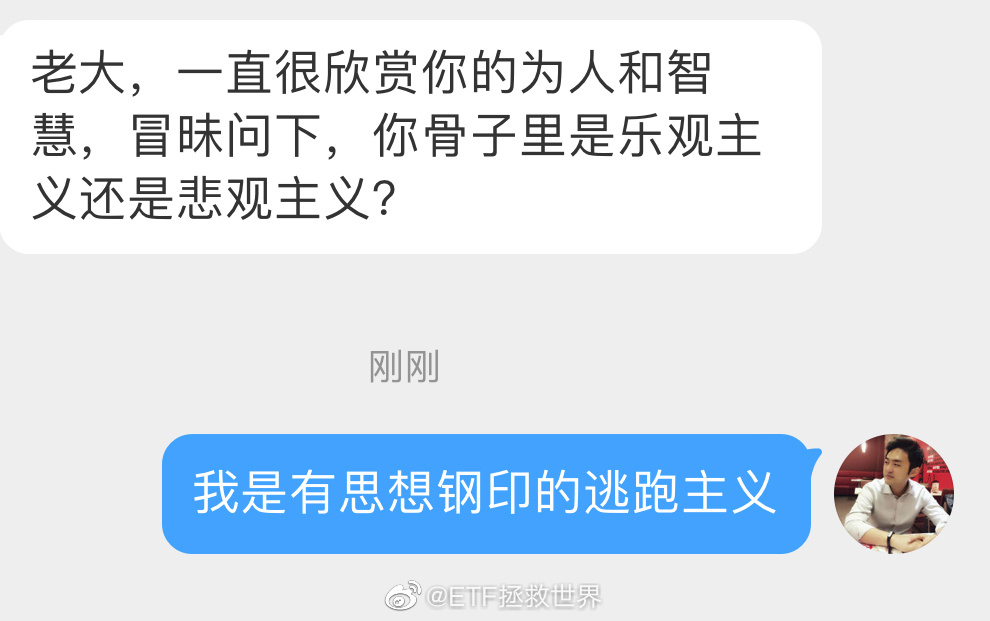 老大，一直很欣赏你的为人和智
慧，冒昧问下，你骨子里是乐观主
义还是悲观主义？
刚刚
我是有思想钢印的逃跑主义
@ETF拯救世界